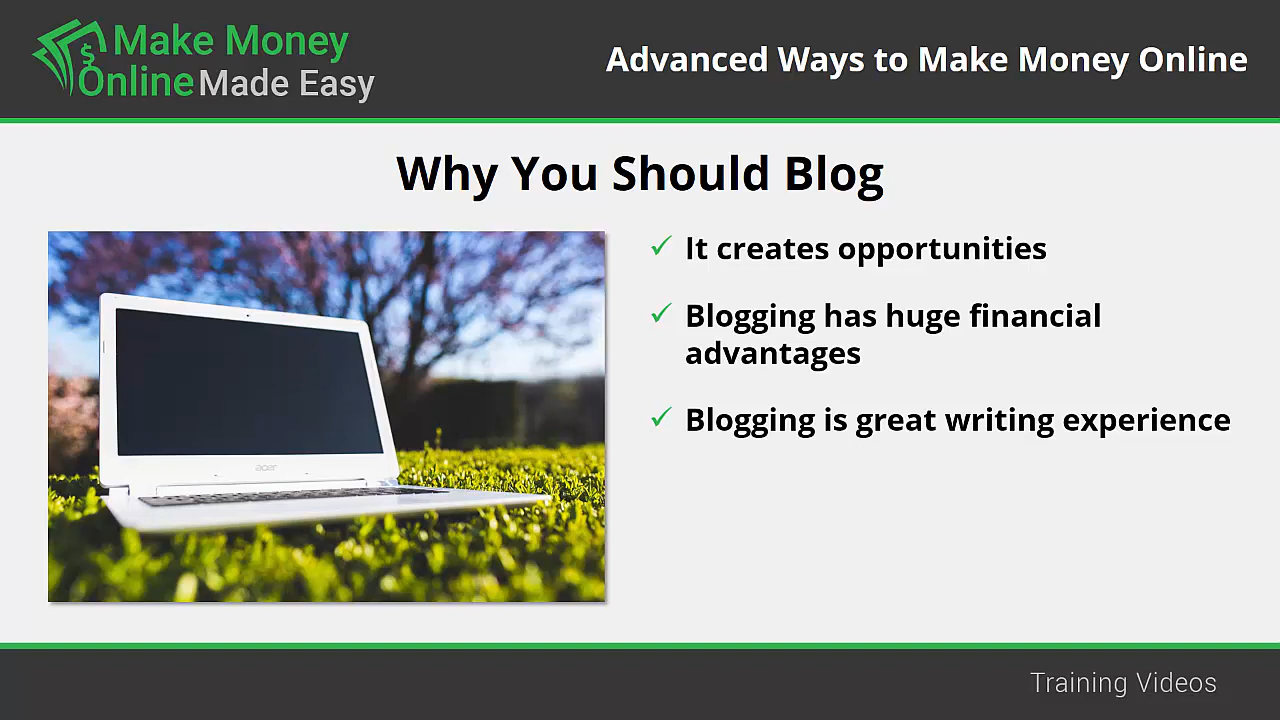 Make Money
Online Made Easy
Advanced Ways to Make Money Online
Why You Should Blog
It creates opportunities
Blogging has huge financial
advantages
Blogging is great writing experience
acer
Training Videos